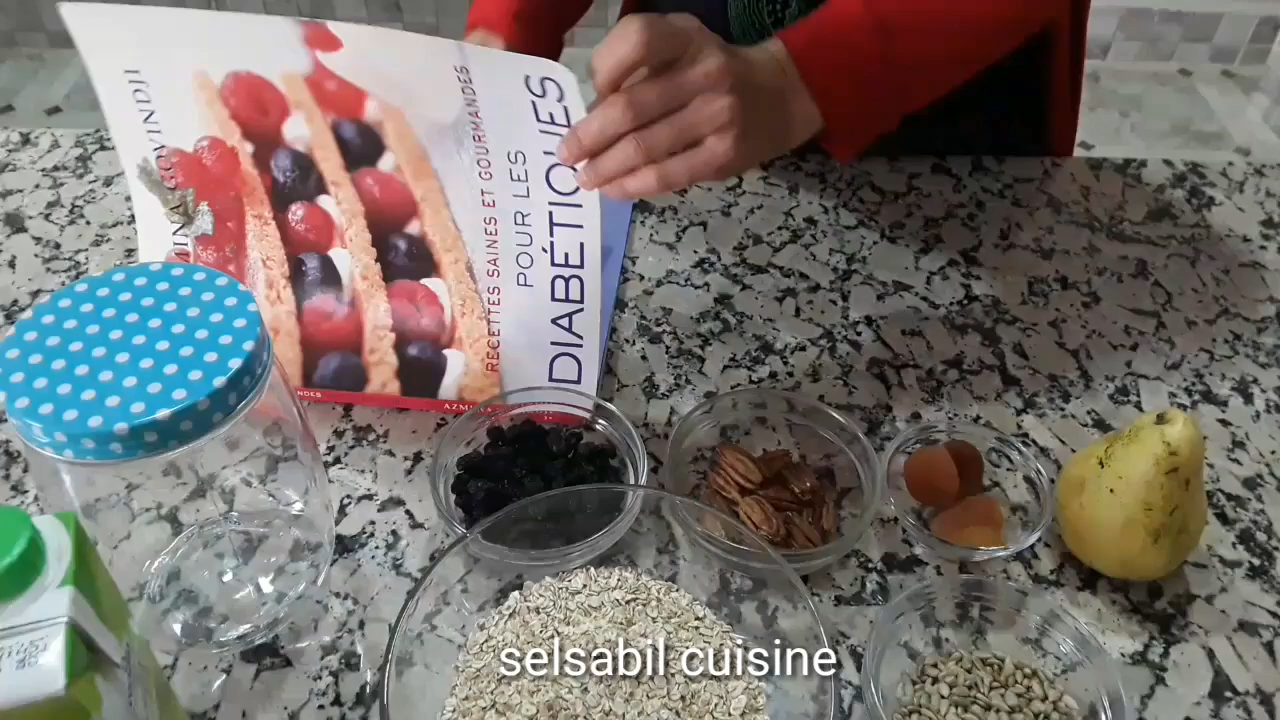 RECETTES SAINES ET GOURMANDES
POUR LES
DIABÉTIQUES
selsabil cuisine